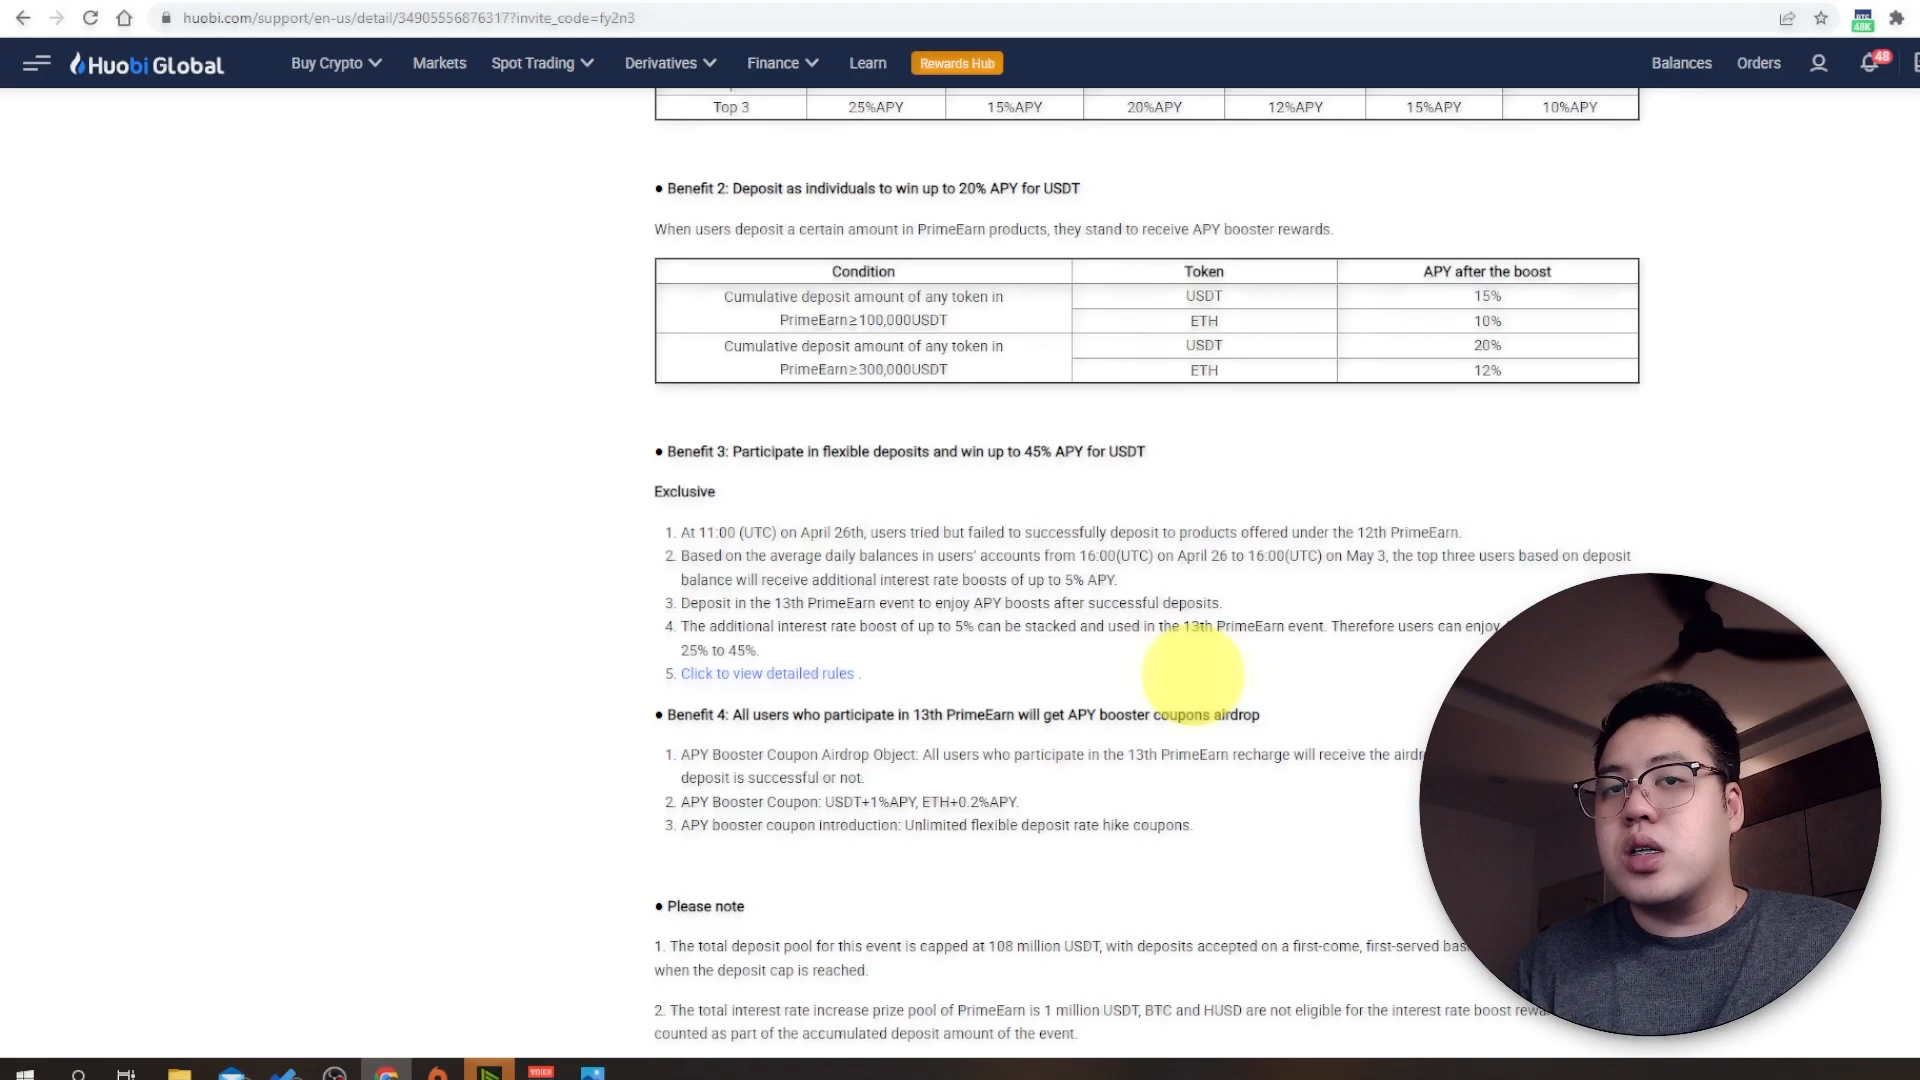 huobi.com/support/en-us/detail/34905556876317?invite_code=fy2n3
BTC
48K
Huobi Global
Buy Crypto
Markets
Spot Trading
Derivatives
Finance
Learn
Rewards Hub
Balances
Orders
48
Top 3 25%APY 15%APY 20%APY 12%APY 15%APY 10%APY
● Benefit 2: Deposit as individuals to win up to 20% APY for USDT
When users deposit a certain amount in PrimeEarn products, they stand to receive APY booster rewards.
Condition Token APY after the boost
Cumulative deposit amount of any token in
PrimeEarn≥100,000USDT
USDT 15%
ETH 10%
Cumulative deposit amount of any token in
PrimeEarn≥300,000USDT
USDT 20%
ETH 12%
● Benefit 3: Participate in flexible deposits and win up to 45% APY for USDT
Exclusive
1. At 11:00 (UTC) on April 26th, users tried but failed to successfully deposit to products offered under the 12th PrimeEarn.
2. Based on the average daily balances in users' accounts from 16:00(UTC) on April 26 to 16:00(UTC) on May 3, the top three users based on deposit
balance will receive additional interest rate boosts of up to 5% APY.
3. Deposit in the 13th PrimeEarn event to enjoy APY boosts after successful deposits.
4. The additional interest rate boost of up to 5% can be stacked and used in the 13th PrimeEarn event. Therefore users can enjoy
25% to 45%.
5. Click to view detailed rules .
● Benefit 4: All users who participate in 13th PrimeEarn will get APY booster coupons airdrop
1. APY Booster Coupon Airdrop Object: All users who participate in the 13th PrimeEarn recharge will receive the
deposit is successful or not.
2. APY Booster Coupon: USDT+1%APY, ETH+0.2%APY.
3. APY booster coupon introduction: Unlimited flexible deposit rate hike coupons.
● Please note
1. The total deposit pool for this event is capped at 108 million USDT, with deposits accepted on a first-come, first-served
when the deposit cap is reached.
2. The total interest rate increase prize pool of PrimeEarn is 1 million USDT, BTC and HUSD are not eligible for the interest rate boost
counted as part of the accumulated deposit amount of the event.
VOICE